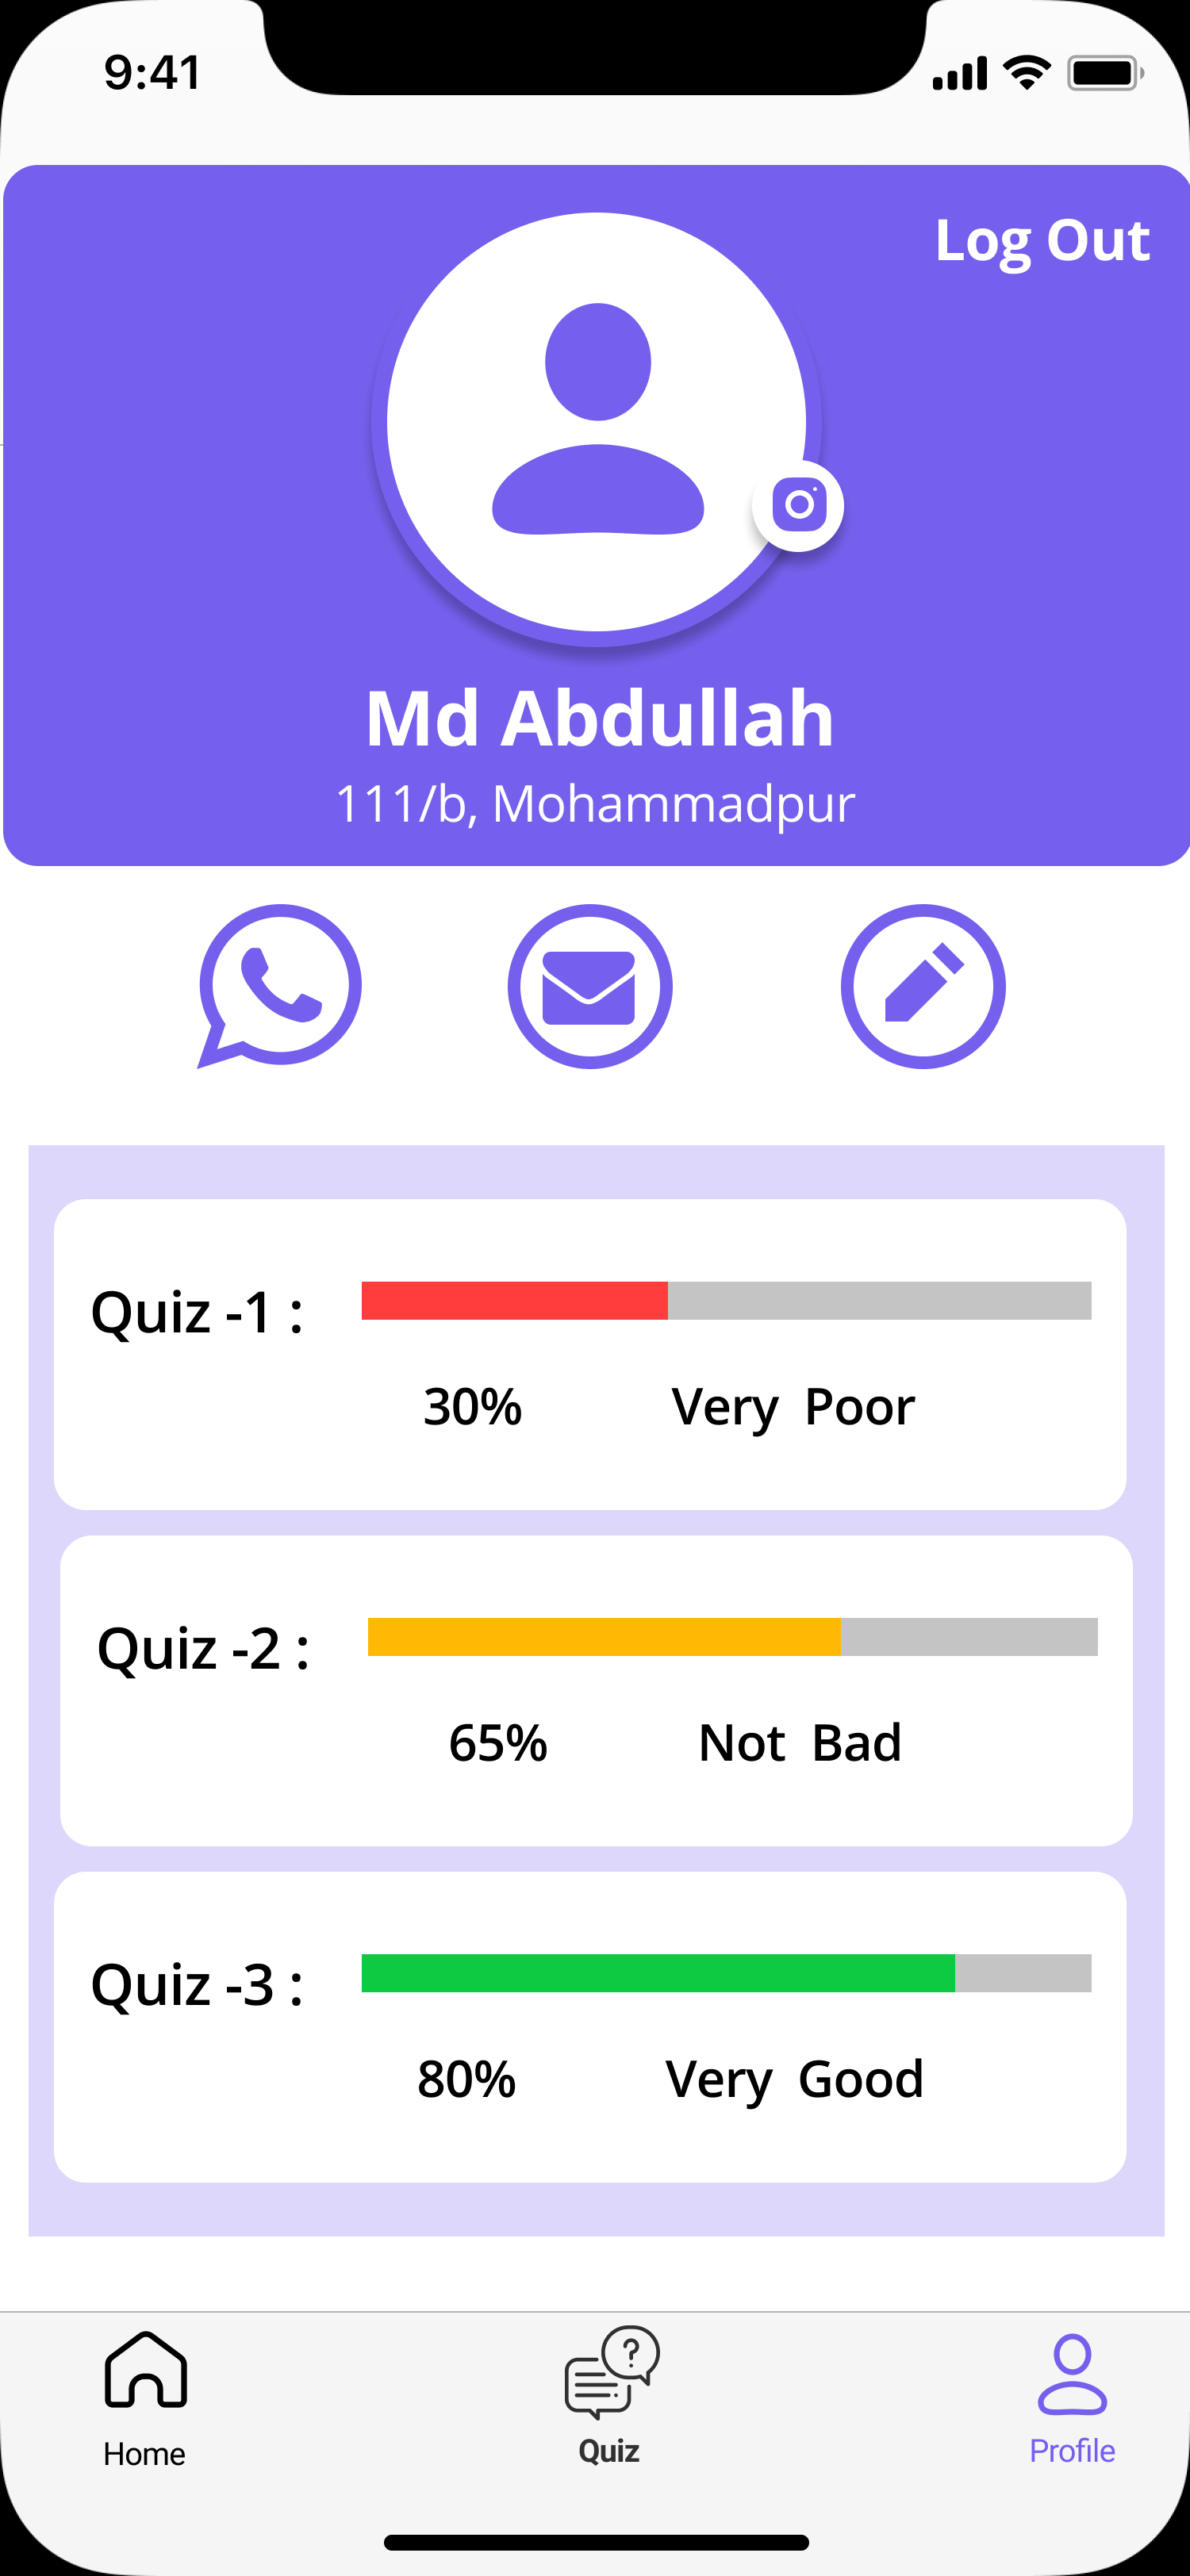 9:41
Log Out
Md Abdullah
111/b, Mohammadpur
Quiz -1 :
30% Very Poor
Quiz -2 :
65% Not Bad
Quiz -3 :
80% Very Good
?
Home Quiz Profile